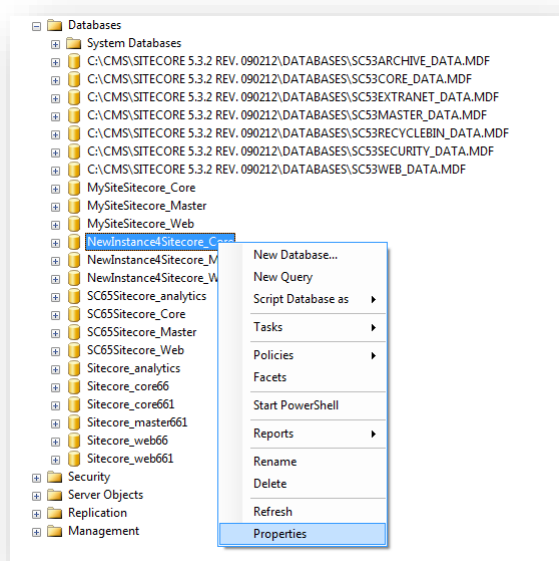 Databases
System Databases
C:\CMS\SITECORE 5.3.2 REV. 090212\DATABASES\SC53ARCHIVE_DATA.MDF
C:\CMS\SITECORE 5.3.2 REV. 090212\DATABASES\SC53CORE_DATA.MDF
C:\CMS\SITECORE 5.3.2 REV. 090212\DATABASES\SC53EXTRANET_DATA.MDF
C:\CMS\SITECORE 5.3.2 REV. 090212\DATABASES\SC53MASTER_DATA.MDF
C:\CMS\SITECORE 5.3.2 REV. 090212\DATABASES\SC53RECYCLEBIN_DATA.MDF
C:\CMS\SITECORE 5.3.2 REV. 090212\DATABASES\SC53SECURITY_DATA.MDF
C:\CMS\SITECORE 5.3.2 REV. 090212\DATABASES\SC53WEB_DATA.MDF
MySiteSitecore_Core
MySiteSitecore_Master
MySiteSitecore_Web
NewInstance4Sitecore_Core
NewInstance4Sitecore_M
NewInstance4Sitecore_W
SC65Sitecore_analytics
SC65Sitecore_Core
SC65Sitecore_Master
SC65Sitecore_Web
Sitecore_analytics
Sitecore_core66
Sitecore_core661
Sitecore_master661
Sitecore_web66
Sitecore_web661
Security
Server Objects
Replication
Management
New Database...
New Query
Script Database as
Tasks
Policies
Facets
Start PowerShell
Reports
Rename
Delete
Refresh
Properties